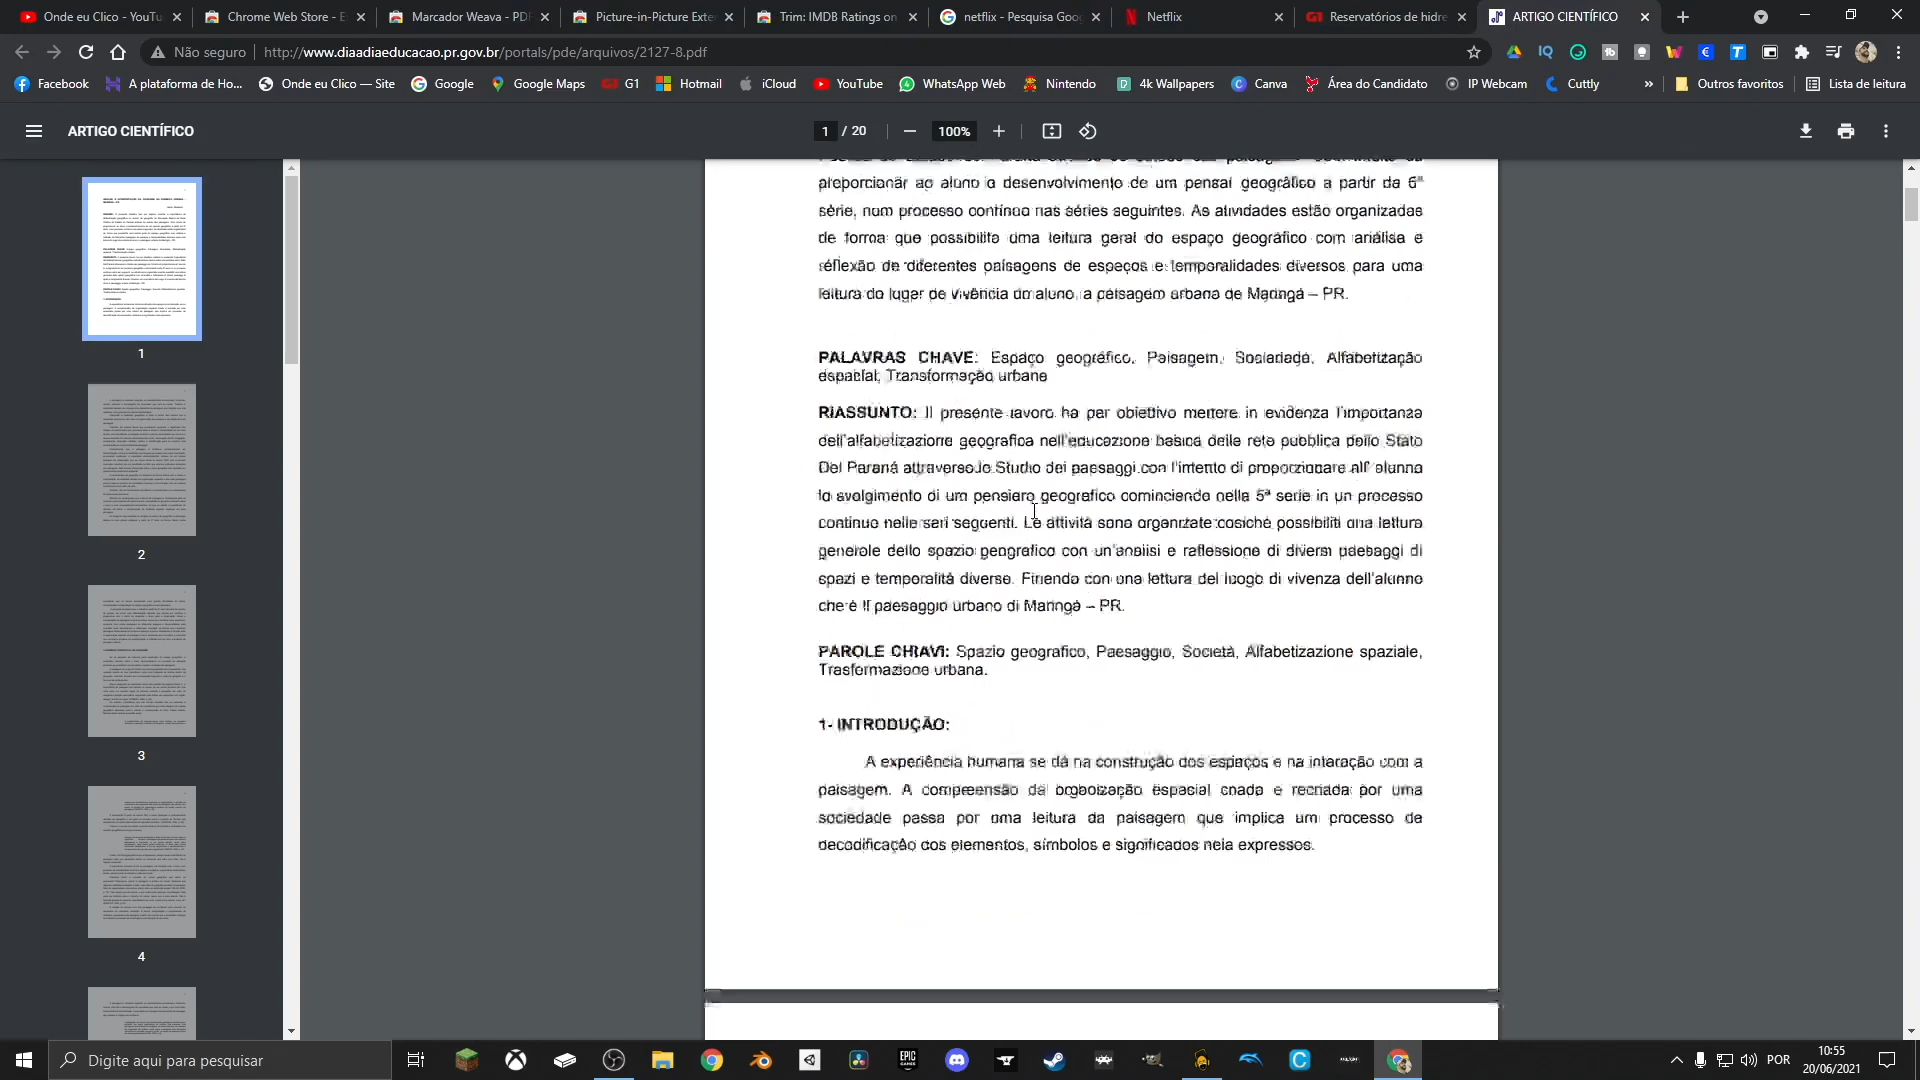 Onde eu Clico - YouTu
Chrome Web Store - E
Marcador Weava - PDF
Picture-in-Picture Exte
Trim: IMDB Ratings on
netflix - Pesquisa Goo
Netflix
Reservatórios de hidre
ARTIGO CIENTÍFICO
Não seguro
http://www.diaadiaeducacao.pr.gov.br/portals/pde/arquivos/2127-8.pdf
Facebook
A plataforma de Ho...
Onde eu Clico — Site
Google
Google Maps
G1
Hotmail
iCloud
YouTube
WhatsApp Web
Nintendo
4k Wallpapers
Canva
Área do Candidato
IP Webcam
Cuttly
»
Outros favoritos
Lista de leitura
ARTIGO CIENTÍFICO
1 / 20
100%
1
2
3
4
proporcionar ao aluno o desenvolvimento de um pensar geográfico a partir da
série, num processo contínuo nas séries seguintes. As atividades estão organizadas
de forma que possibilita uma leitura geral do espaço geográfico com análise e
reflexão de diferentes paisagens de espaços e temporalidades diversos para uma
leitura do lugar de vivência do aluno, a paisagem urbana de Maringá – PR.
PALAVRAS CHAVE: Espaço geográfico, Paisagem, Sociedade, Alfabetização
espacial, Transformação urbana
RIASSUNTO: Il presente lavoro ha per obiettivo mettere in evidenza l'importanza
dell'alfabetizzazione geografica nell'educazione basica delle rete pubblica dello Stato
Del Paraná attraverso lo Studio dei paesaggi con l'intento di proporzionare all' alunno
lo svolgimento di um pensiero geografico cominciando nella 5ª serie in un processo
continuo nelle seri seguenti. Le attività sono organizate cosiché possibiliti una lettura
generale dello spazio geografico con un'analisi e reflessione di diversi paesaggi di
spazi e temporalità diverse. Finendo con una lettura del luogo di vivenza dell'alunno
che è Il paesaggio urbano di Maringá – PR.
PAROLE CHIAVI: Spazio geografico, Paesaggio, Società, Alfabetizazione spaziale,
Trasformazione urbana.
1- INTRODUÇÃO:
A experiência humana se dá na construção dos espaços e na interação com a
paisagem. A compreensão da organização espacial criada e recriada por uma
sociedade passa por uma leitura da paisagem que implica um processo de
decodificação dos elementos, símbolos e significados nela expressos.
Digite aqui para pesquisar
EPIC GAMES
POR
10:55
20/06/2021